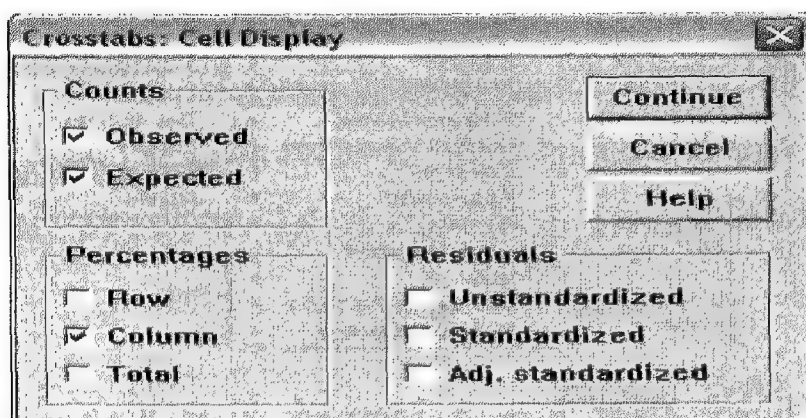 Crosstabs: Cell Display
Counts
Observed
Expected
Continue
Cancel
Help
Percentages
Row
Column
Total
Residuals
Unstandardized
Standardized
Adj. standardized